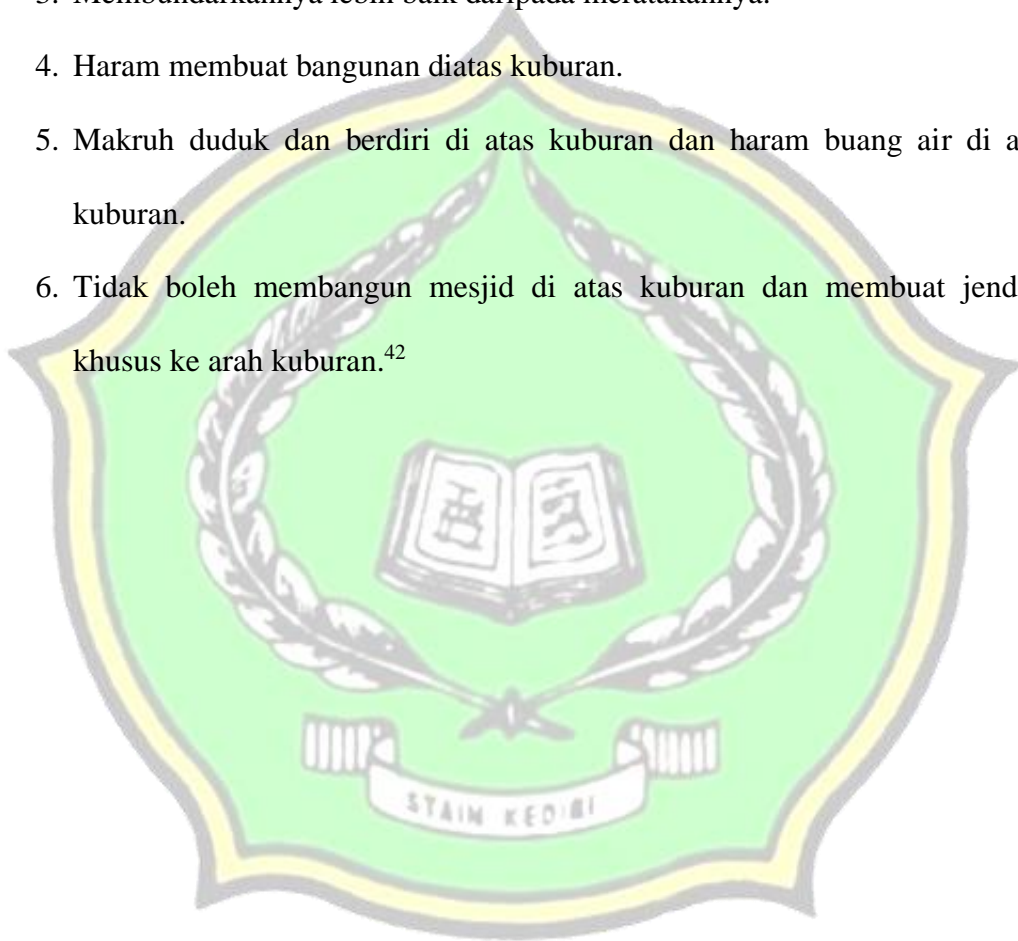 4. Haram membuat bangunan diatas kuburan.
5. Makruh duduk dan berdiri di atas kuburan dan haram buang air di a
kuburan.
6. Tidak boleh membangun mesjid di atas kuburan dan membuat jend
khusus ke arah kuburan.42
STAIN KEDIRI